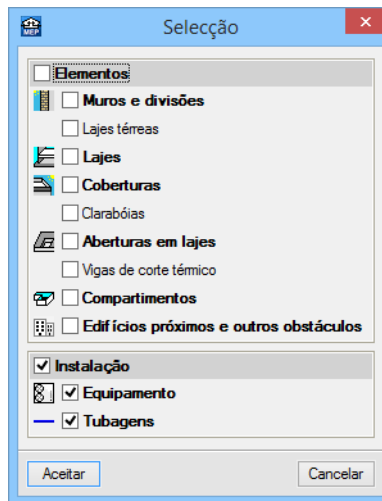 MEP
Selecção
Elementos
Muros e divisões
Lajes térreas
Lajes
Coberturas
Clarabóias
Aberturas em lajes
Vigas de corte térmico
Compartimentos
Edifícios próximos e outros obstáculos
Instalação
Equipamento
Tubagens
Aceitar
Cancelar